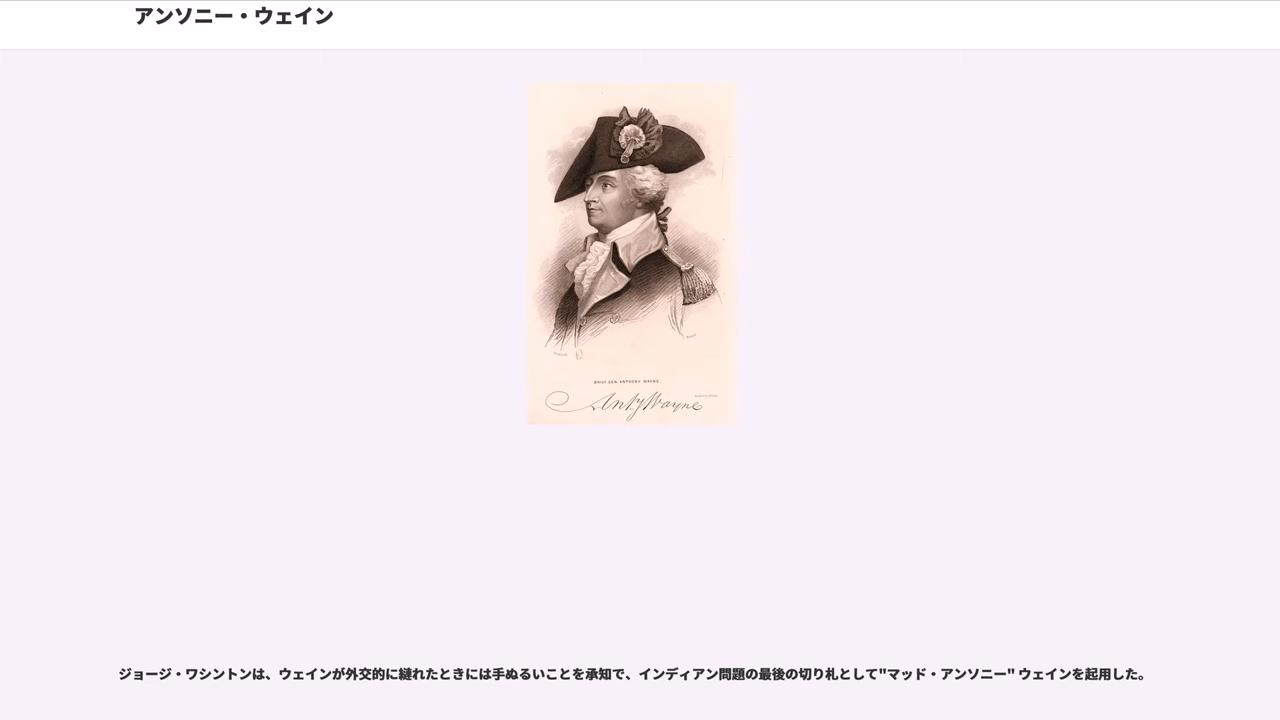 アンソニー・ウェイン
BRIG! GEN. ANTHONY WAYNE.
Anty Wayne
ジョージ・ワシントンは、ウェインが外交的に縺れたときには手ぬるいことを承知で、インディアン問題の最後の切り札として"マッド・アンソニー" ウェインを起用した。